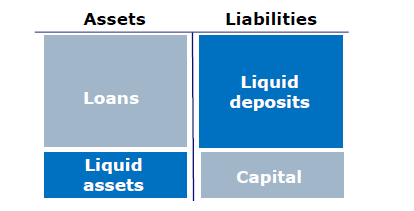 Assets
Liabilities
Loans
Liquid
deposits
Liquid
assets
Capital